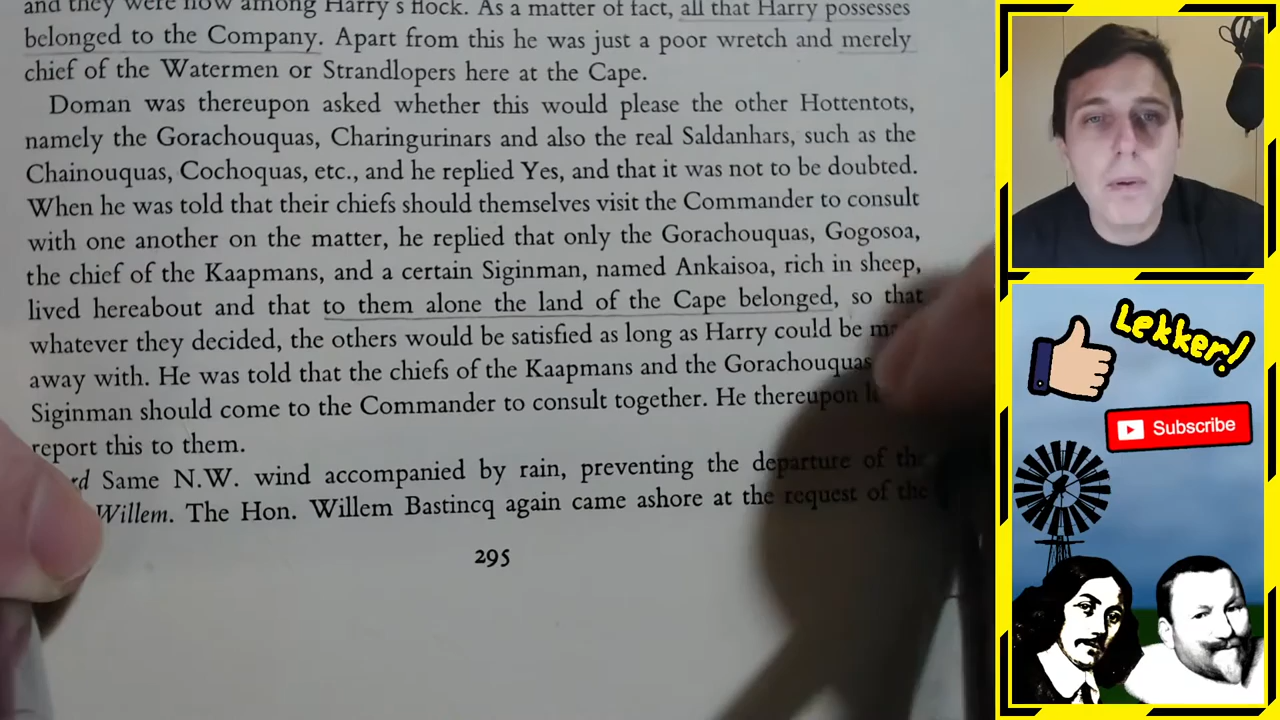 and they were now among Harry's flock. As a matter of fact, all that Harry possesses
belonged to the Company. Apart from this he was just a poor wretch and merely
chief of the Watermen or Strandlopers here at the Cape.
Doman was thereupon asked whether this would please the other Hottentots,
namely the Gorachouquas, Charingurinars and also the real Saldanhars, such as the
Chainouquas, Cochoquas, etc., and he replied Yes, and that it was not to be doubted.
When he was told that their chiefs should themselves visit the Commander to consult
with one another on the matter, he replied that only the Gorachouquas, Gogosoa,
the chief of the Kaapmans, and a certain Siginman, named Ankaisoa, rich in sheep,
lived hereabout and that to them alone the land of the Cape belonged, so that
whatever they decided, the others would be satisfied as long as Harry could be
away with. He was told that the chiefs of the Kaapmans and the Gorachouquas
Siginman should come to the Commander to consult together. He thereupon
report this to them.
rd Same N.W. wind accompanied by rain, preventing the departure of the
Willem. The Hon. Willem Bastincq again came ashore at the request of the
295
Lekker!
Subscribe